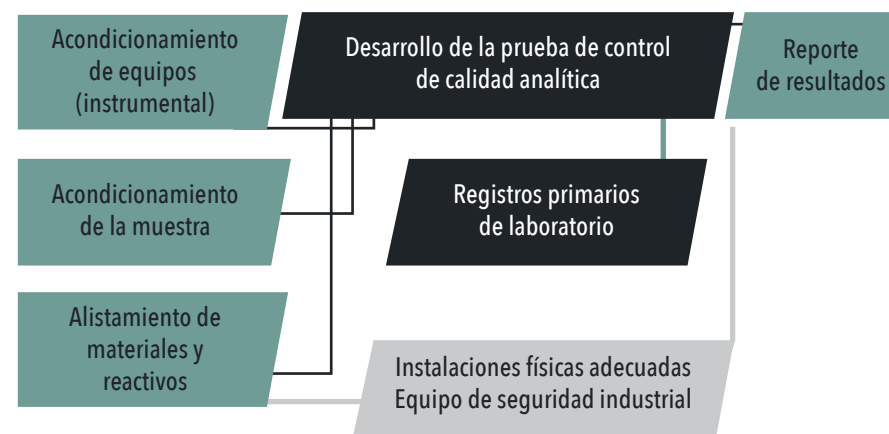 Acondicionamiento
de equipos
(instrumental)
Desarrollo de la prueba de control
de calidad analítica
Reporte
de resultados
Acondicionamiento
de la muestra
Registros primarios
de laboratorio
Alistamiento de
materiales y
reactivos
Instalaciones físicas adecuadas
Equipo de seguridad industrial